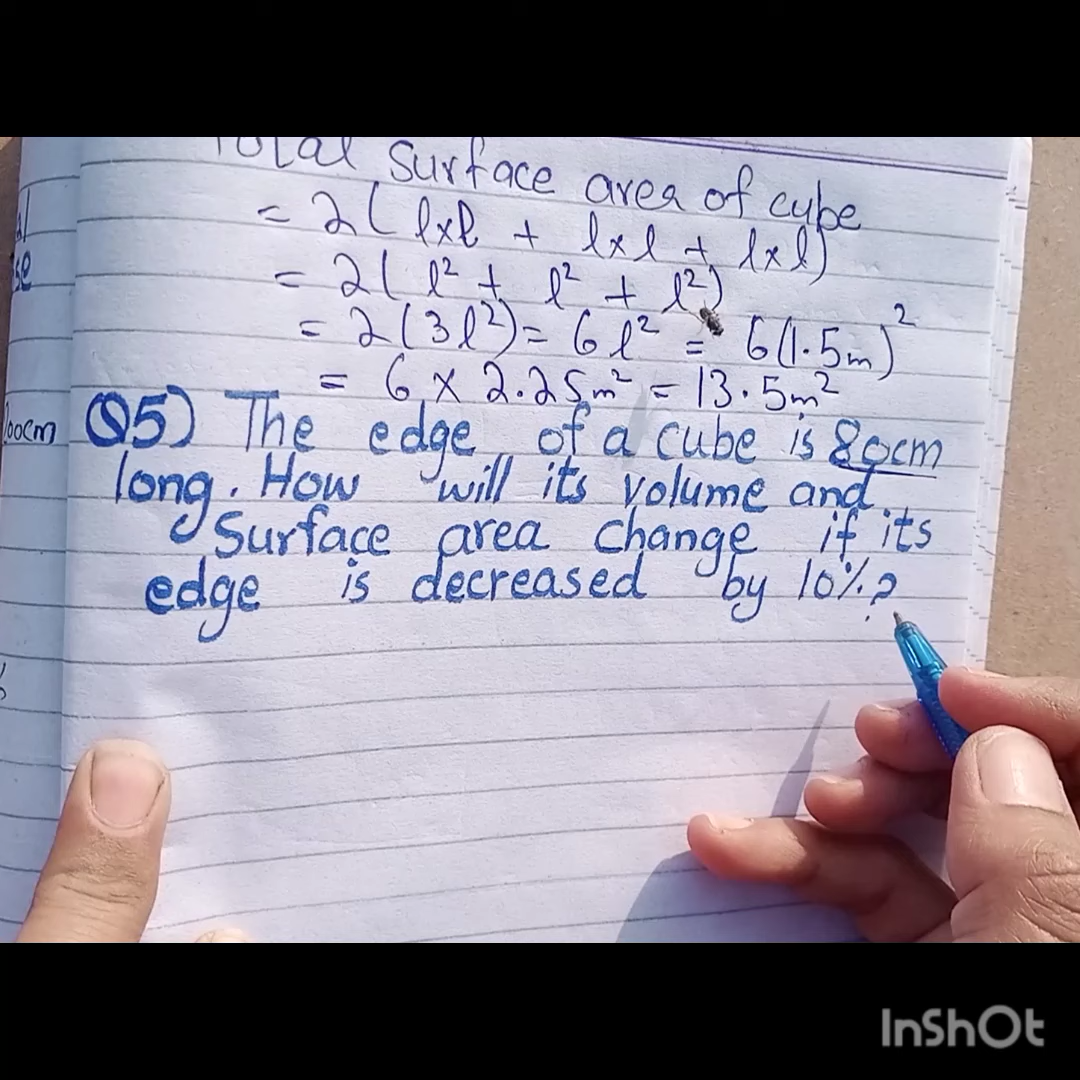 Total surface area of cube
= 2( l×l + l×l + l×l)
= 2( l² + l² + l²)
= 2(3l²) = 6l² = 6(1.5m)²
= 6 × 2.25m² = 13.5m²
Q5) The edge of a cube is 80cm
long. How will its volume and
Surface area change if its
edge is decreased by 10%?
InShOt